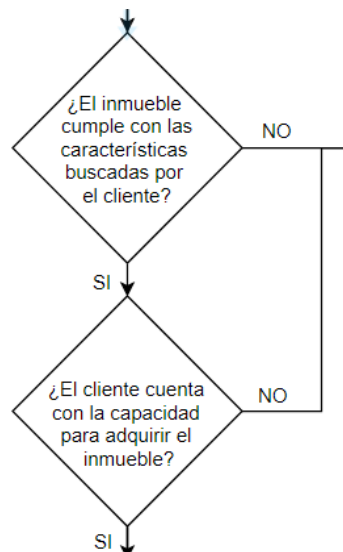 ¿El inmueble
cumple con las
características
buscadas por
el cliente?
NO
SI
¿El cliente cuenta
con la capacidad
para adquirir el
inmueble?
NO
SI